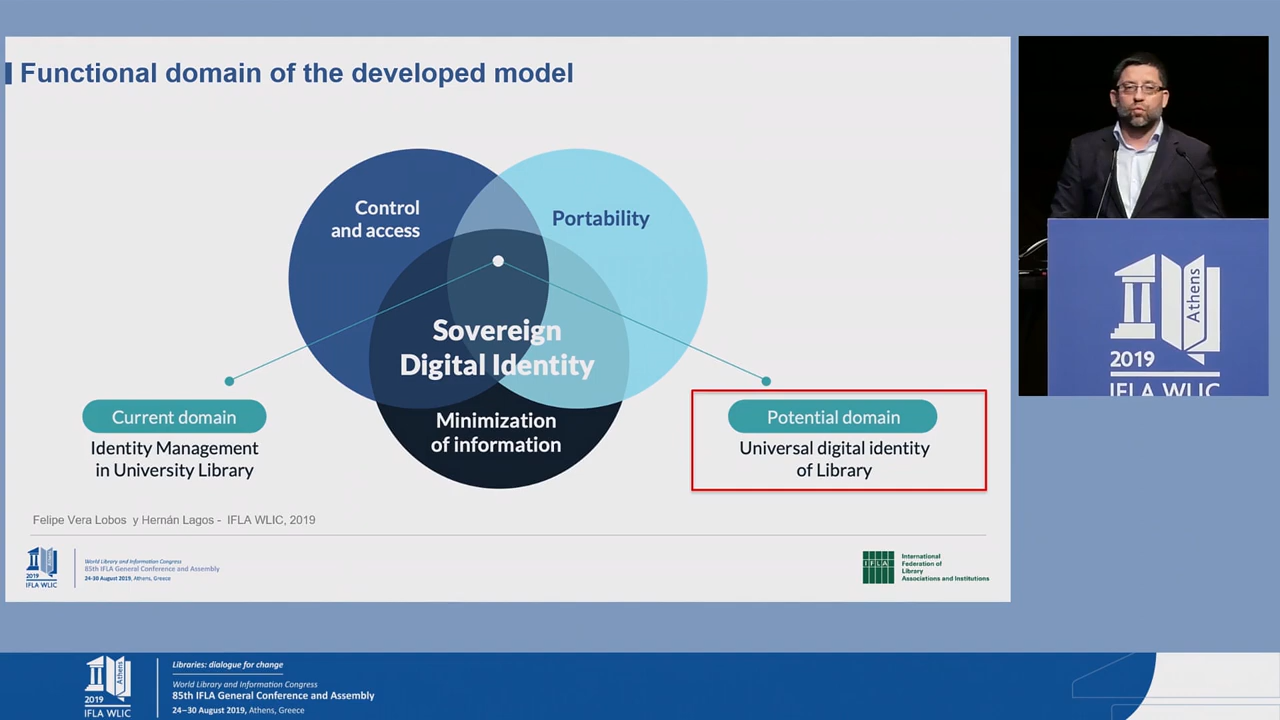 Functional domain of the developed model
Control
and access
Portability
Sovereign
Digital Identity
Minimization
of information
Current domain
Identity Management
in University Library
Potential domain
Universal digital identity
of Library
Felipe Vera Lobos y Hernán Lagos - IFLA WLIC, 2019
2019
IFLA WLIC
World Library and Information Congress
85th IFLA General Conference and Assembly
24-30 August 2019, Athens, Greece
IFLA
International
Federation of
Library
Associations and Institutions
Athens
2019
IFLA WLIC
Athens
2019
IFLA WLIC
Libraries: dialogue for change
World Library and Information Congress
85th IFLA General Conference and Assembly
24–30 August 2019, Athens, Greece